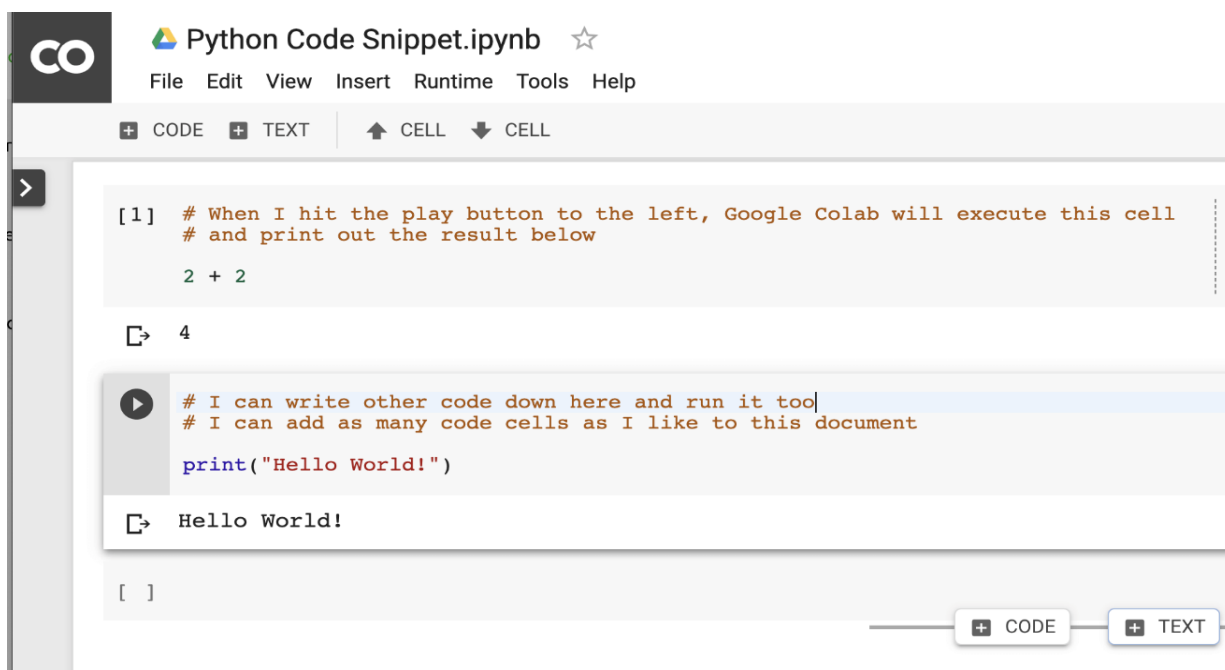 CO
Python Code Snippet.ipynb
File Edit View Insert Runtime Tools Help
CODE TEXT CELL CELL
[1] # When I hit the play button to the left, Google Colab will execute this cell
# and print out the result below
2 + 2
4
# I can write other code down here and run it too
# I can add as many code cells as I like to this document
print("Hello World!")
Hello World!
[ ]
CODE TEXT